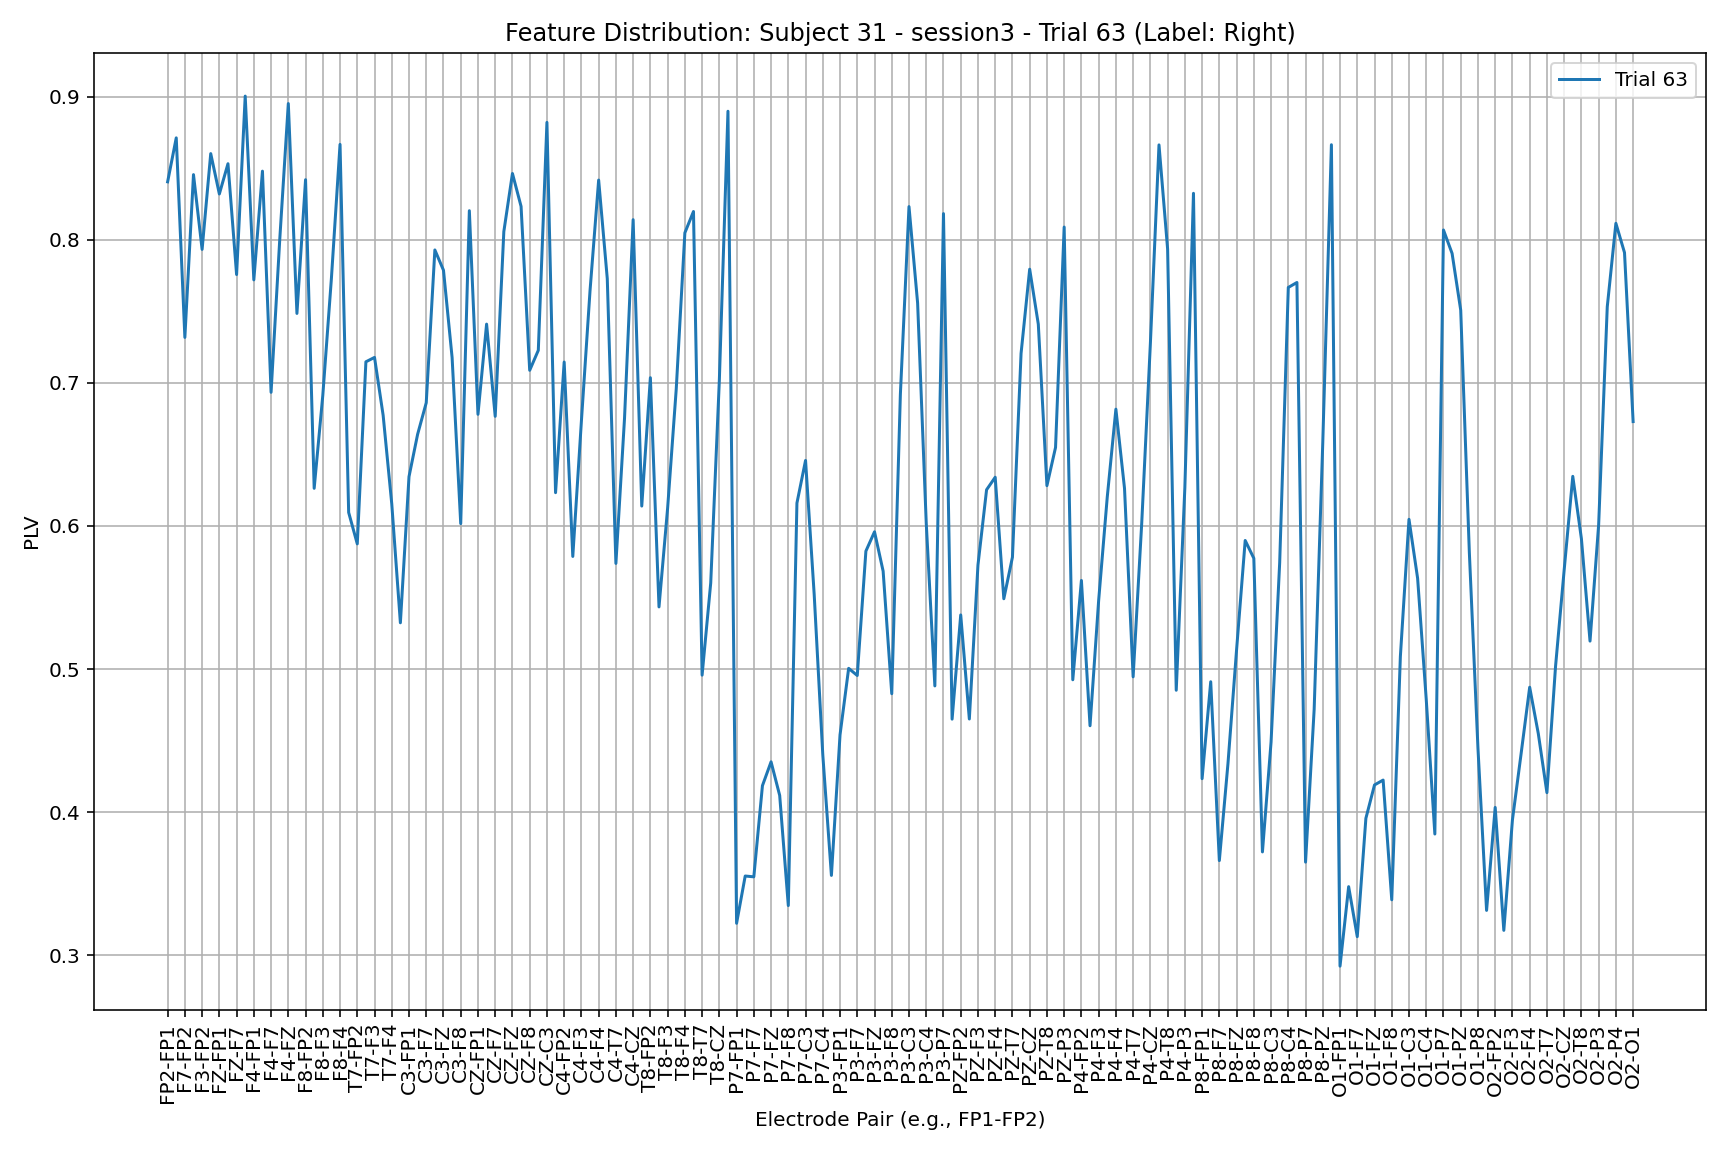 Feature Distribution: Subject 31 - session3 - Trial 63 (Label: Right)
Trial 63
PLV
0.9
0.8
0.7
0.6
0.5
0.4
0.3
FP2-FP1
F7-FP2
F3-FP2
FZ-FP1
FZ-F7
F4-FP1
F4-F7
F4-FZ
F8-FP2
F8-F3
F8-F4
T7-FP2
T7-F3
T7-F4
C3-FP1
C3-F7
C3-FZ
C3-F8
CZ-FP1
CZ-F7
CZ-FZ
CZ-F8
CZ-C3
C4-FP2
C4-F3
C4-F4
C4-T7
C4-CZ
T8-FP2
T8-F3
T8-F4
T8-T7
T8-CZ
P7-FP1
P7-F7
P7-FZ
P7-F8
P7-C3
P7-C4
P3-FP1
P3-F7
P3-FZ
P3-F8
P3-C3
P3-C4
P3-P7
PZ-FP2
PZ-F3
PZ-F4
PZ-T7
PZ-CZ
PZ-T8
PZ-P3
P4-FP2
P4-F3
P4-F4
P4-T7
P4-CZ
P4-T8
P4-P3
P8-FP1
P8-F7
P8-FZ
P8-F8
P8-C3
P8-C4
P8-P7
P8-PZ
O1-FP1
O1-F7
O1-FZ
O1-F8
O1-C3
O1-C4
O1-P7
O1-PZ
O1-P8
O2-FP2
O2-F3
O2-F4
O2-T7
O2-CZ
O2-T8
O2-P3
O2-P4
O2-O1
Electrode Pair (e.g., FP1-FP2)